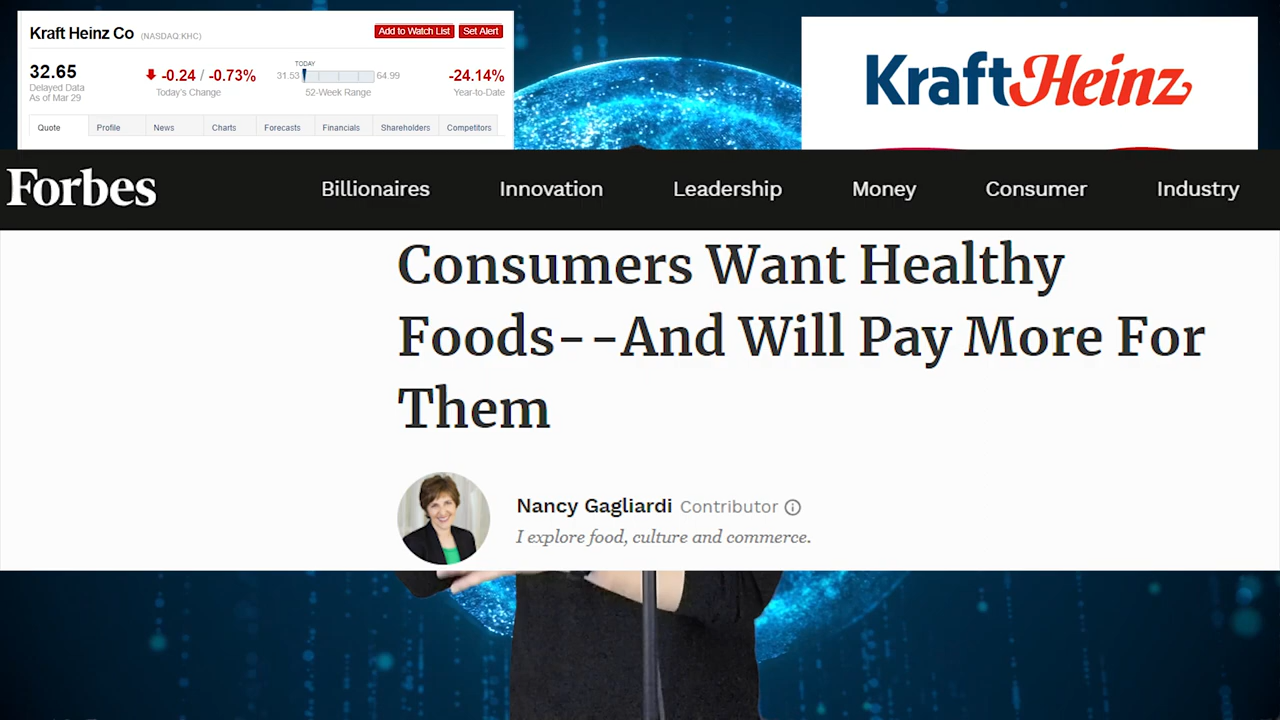 Kraft Heinz Co (NASDAQ:KHC)
Add to Watch List Set Alert
32.65
Delayed Data
As of Mar 29
-0.24 / -0.73%
Today's Change
TODAY
31.53 64.99
52-Week Range
-24.14%
Year-to-Date
Quote Profile News Charts Forecasts Financials Shareholders Competitors
KraftHeinz
Forbes
Billionaires Innovation Leadership Money Consumer Industry
Consumers Want Healthy
Foods--And Will Pay More For
Them
Nancy Gagliardi Contributor
I explore food, culture and commerce.